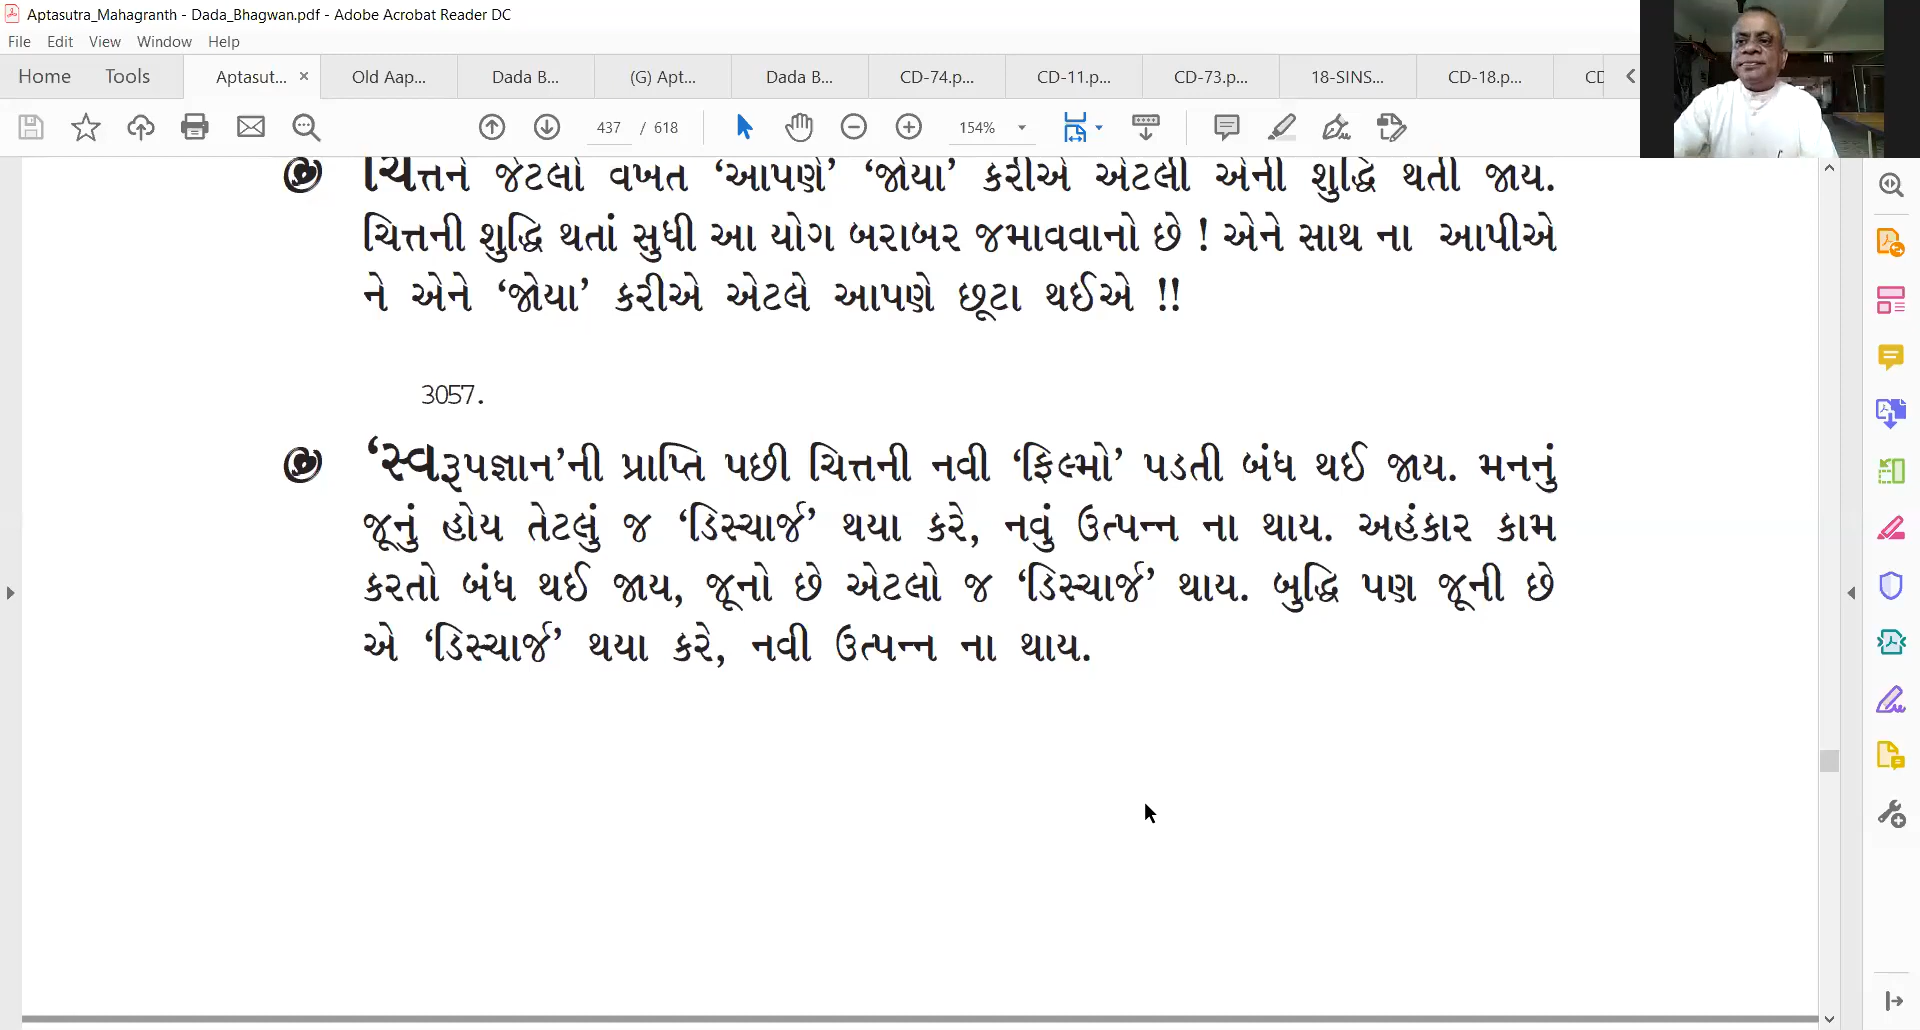 Aptasutra_Mahagranth - Dada_Bhagwan.pdf - Adobe Acrobat Reader DC
File Edit View Window Help
Home Tools Aptasut... × Old Aap... Dada B... (G) Apt... Dada B... CD-74.p... CD-11.p... CD-73.p... 18-SINS... CD-18.p... CD
437 / 618 154%
ચિત્તને જેટલો વખત ‘આપણે’ ‘જોયા’ કરીએ એટલી એની શુદ્ધિ થતી જાય.
ચિત્તની શુદ્ધિ થતાં સુધી આ યોગ બરાબર જમાવવાનો છે ! એને સાથ ના આપીએ
ને એને ‘જોયા’ કરીએ એટલે આપણે છૂટા થઈએ !!
3057.
‘સ્વરૂપજ્ઞાન’ની પ્રાપ્તિ પછી ચિત્તની નવી ‘ફિલ્મો’ પડતી બંધ થઈ જાય. મનનું
જૂનું હોય તેટલું જ ‘ડિસ્ચાર્જ’ થયા કરે, નવું ઉત્પન્ન ના થાય. અહંકાર કામ
કરતો બંધ થઈ જાય, જૂનો છે એટલો જ ‘ડિસ્ચાર્જ’ થાય. બુદ્ધિ પણ જૂની છે
એ ‘ડિસ્ચાર્જ’ થયા કરે, નવી ઉત્પન્ન ના થાય.